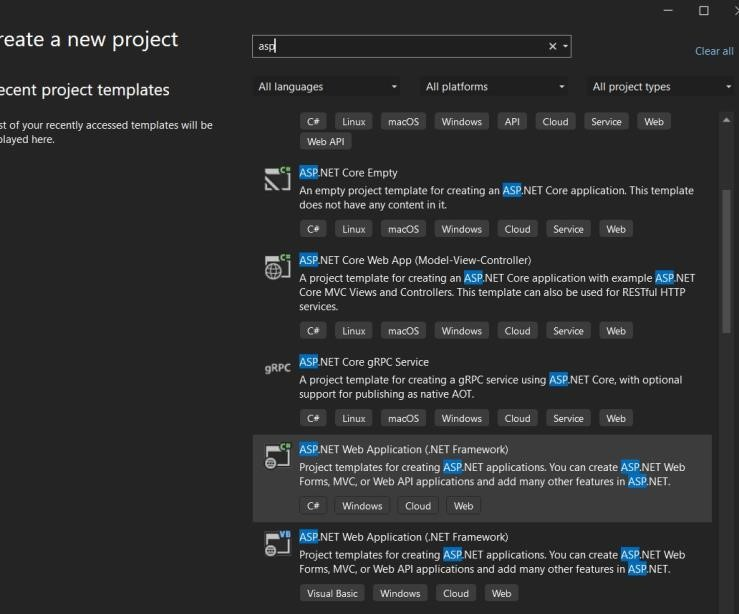 reate a new project
asp
Clear all
ecent project templates
All languages
All platforms
All project types
st of your recently accessed templates will be
played here.
C# Linux macOS Windows API Cloud Service Web
Web API
ASP.NET Core Empty
An empty project template for creating an ASP.NET Core application. This template
does not have any content in it.
C# Linux macOS Windows Cloud Service Web
ASP.NET Core Web App (Model-View-Controller)
A project template for creating an ASP.NET Core application with example ASP.NET
Core MVC Views and Controllers. This template can also be used for RESTful HTTP
services.
C# Linux macOS Windows Cloud Service Web
gRPC
ASP.NET Core gRPC Service
A project template for creating a gRPC service using ASP.NET Core, with optional
support for publishing as native AOT.
C# Linux macOS Windows Cloud Service Web
ASP.NET Web Application (.NET Framework)
Project templates for creating ASP.NET applications. You can create ASP.NET Web
Forms, MVC, or Web API applications and add many other features in ASP.NET.
C# Windows Cloud Web
ASP.NET Web Application (.NET Framework)
Project templates for creating ASP.NET applications. You can create ASP.NET Web
Forms, MVC, or Web API applications and add many other features in ASP.NET.
Visual Basic Windows Cloud Web